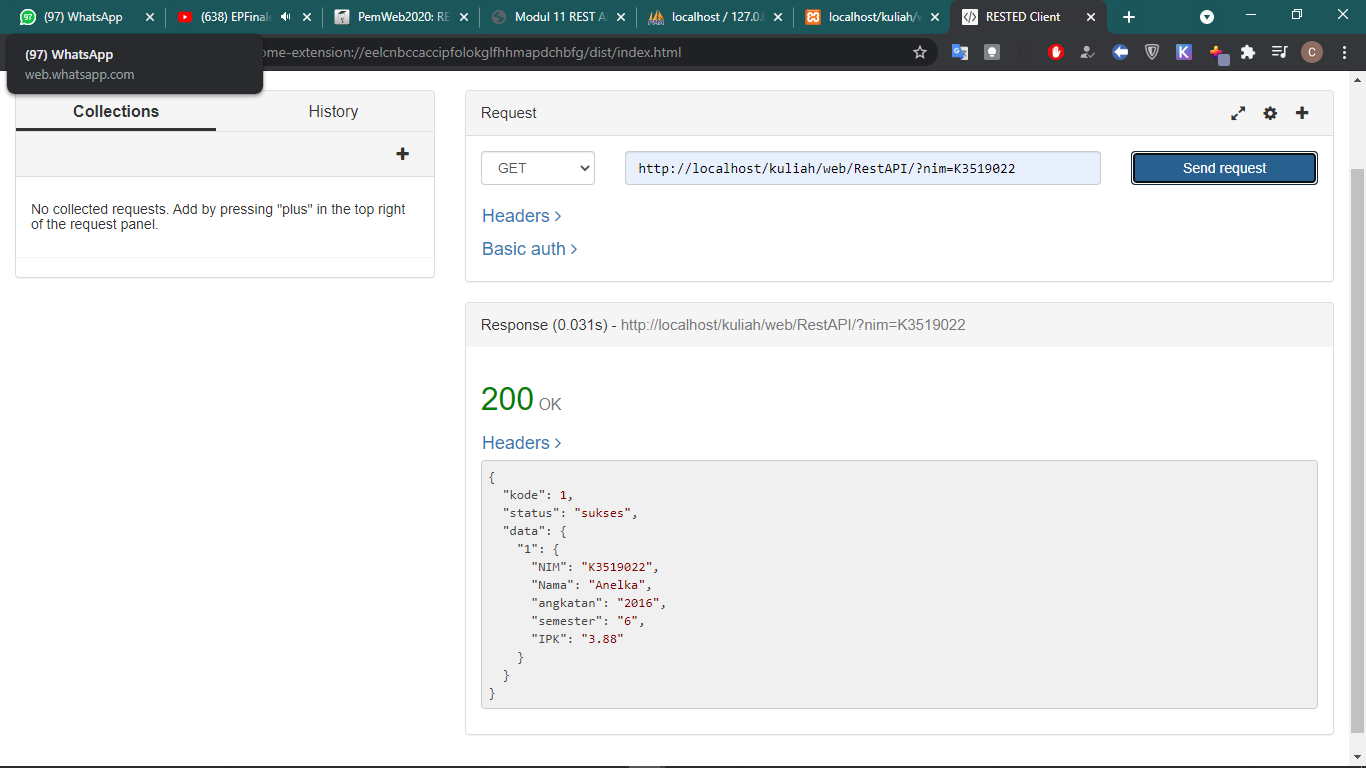 (97) WhatsApp
(638) EPFinale
PemWeb2020: RE
Modul 11 REST A
localhost / 127.0.
localhost/kuliah/
RESTED Client
ome-extension://eelcnbccaccipfolokglfhhmapdchbfg/dist/index.html
(97) WhatsApp
web.whatsapp.com
C
Collections
History
No collected requests. Add by pressing "plus" in the top right
of the request panel.
Request
GET
http://localhost/kuliah/web/RestAPI/?nim=K3519022
Send request
Headers >
Basic auth >
Response (0.031s) - http://localhost/kuliah/web/RestAPI/?nim=K3519022
200 OK
Headers >
{
"kode": 1,
"status": "sukses",
"data": {
"1": {
"NIM": "K3519022",
"Nama": "Anelka",
"angkatan": "2016",
"semester": "6",
"IPK": "3.88"
}
}
}